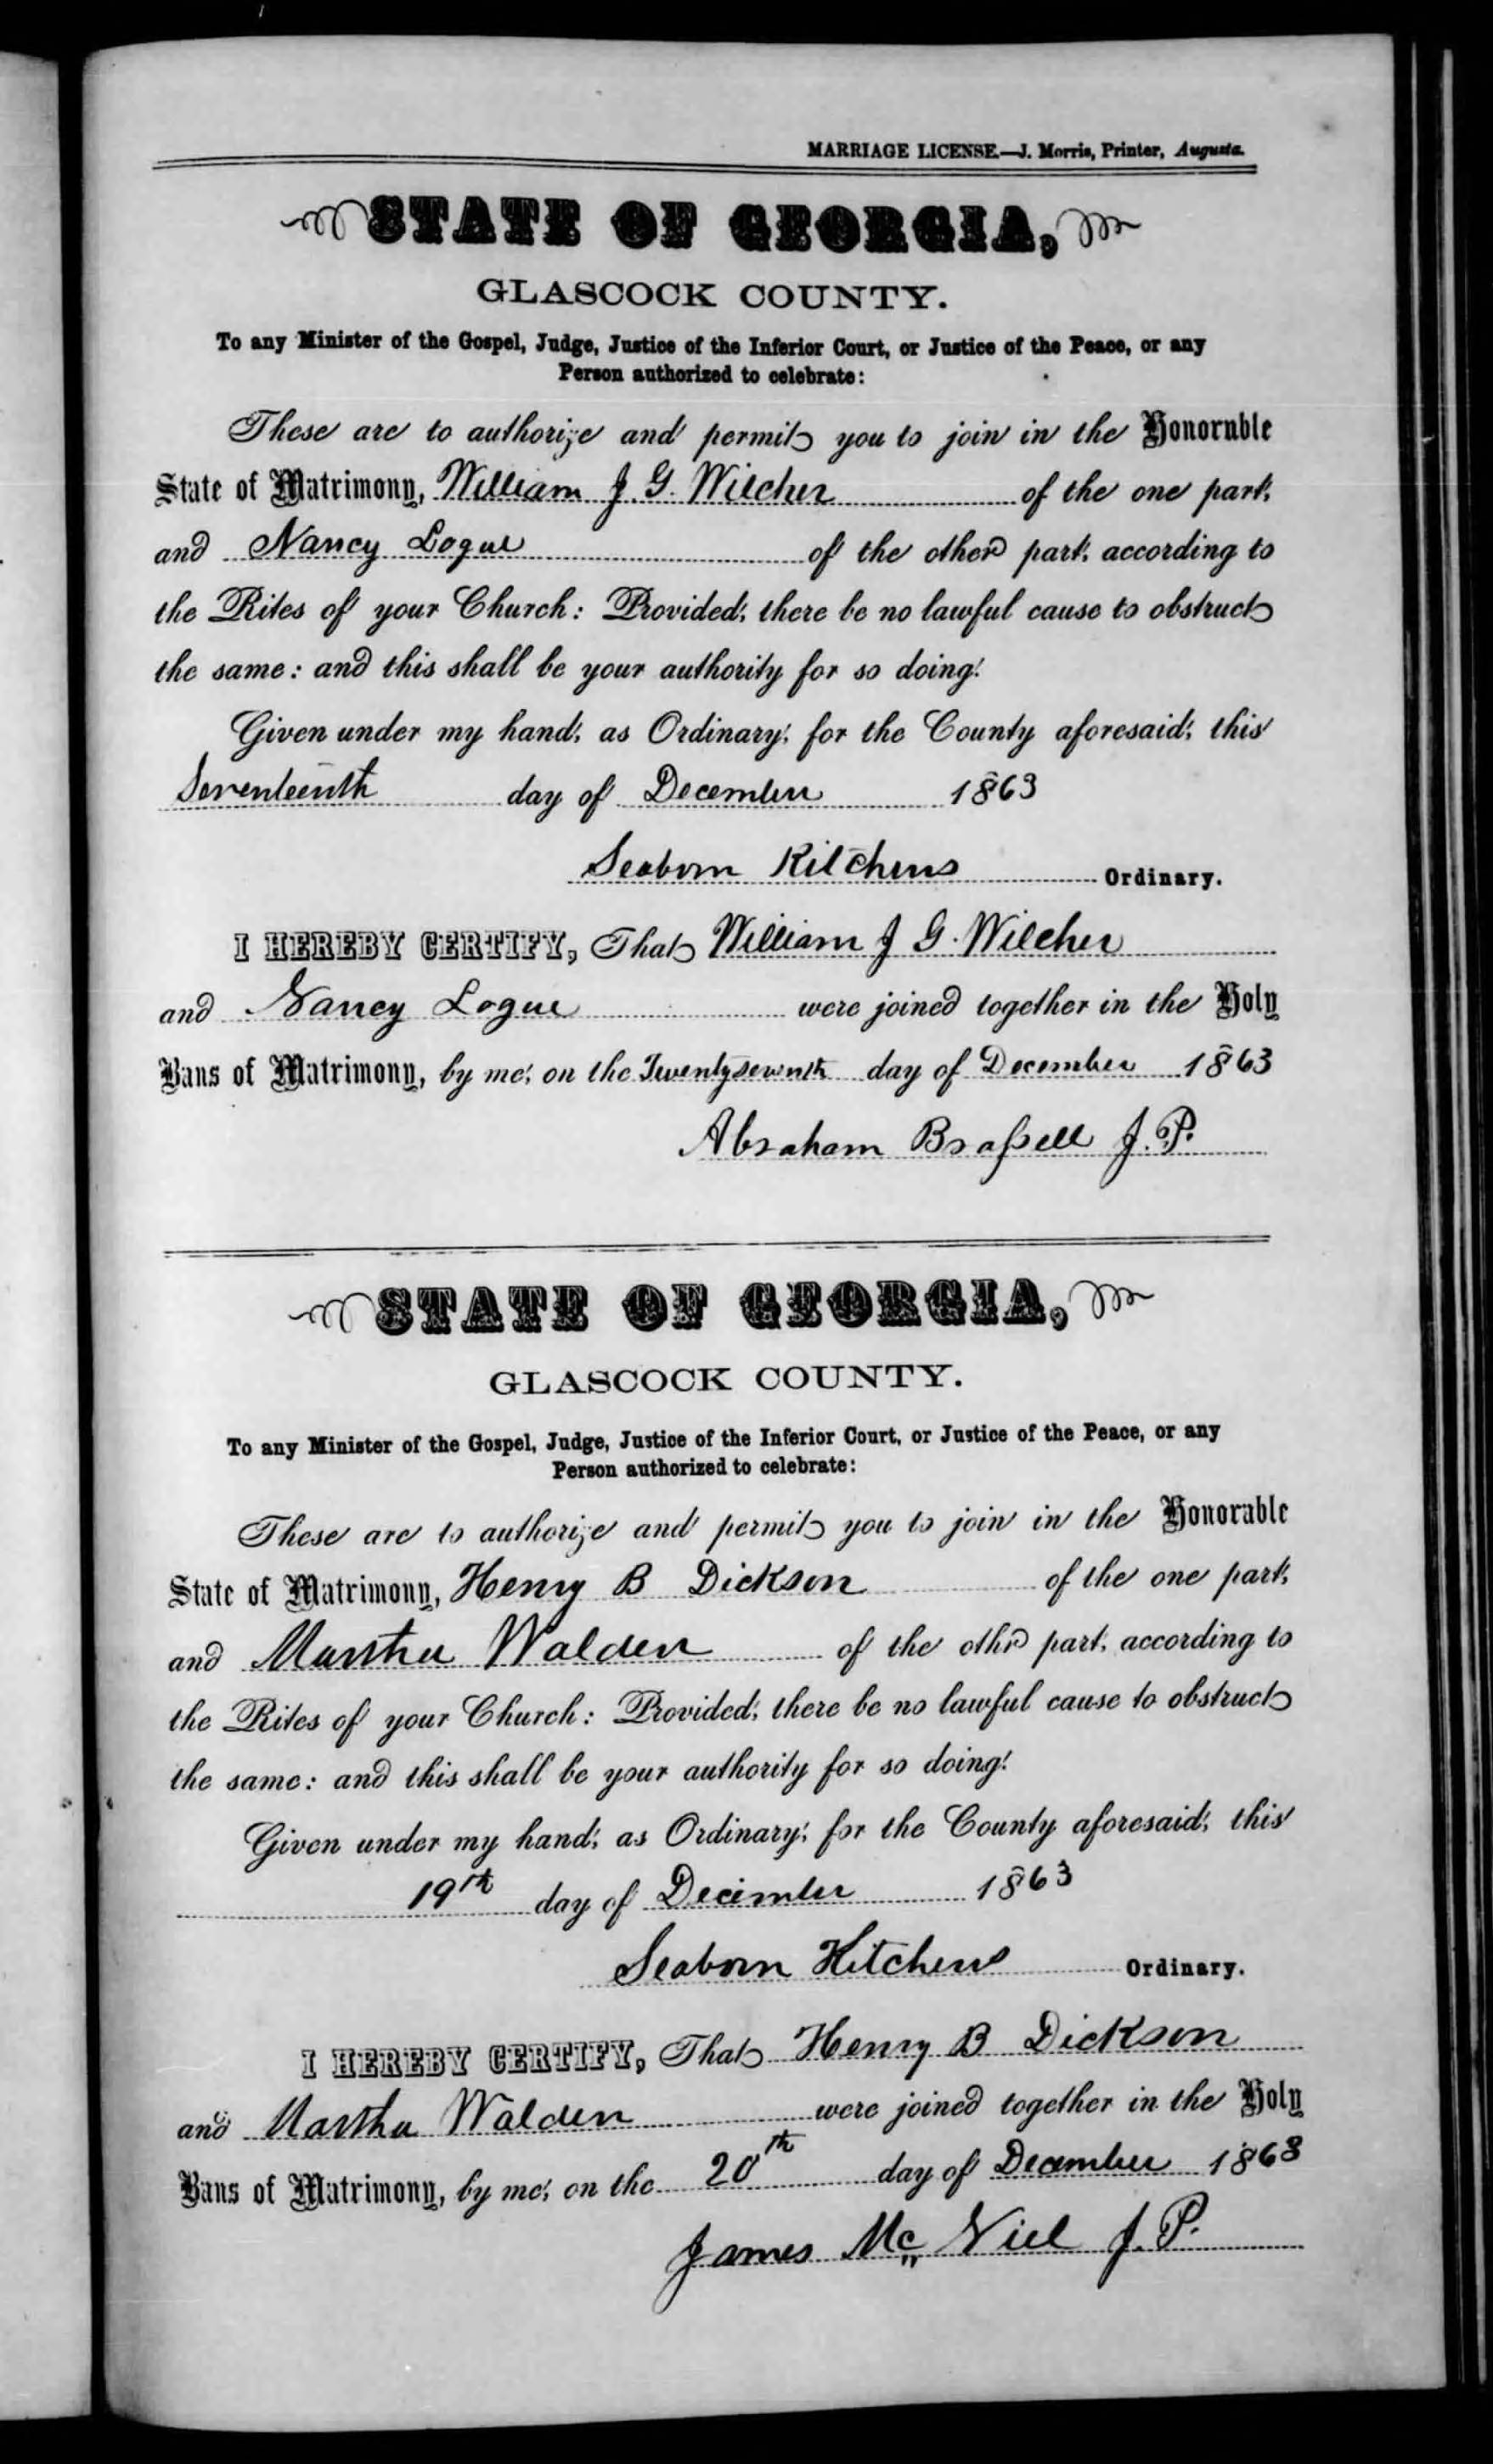 MARRIAGE LICENSE.—J. Morris, Printer, Augusta.
STATE OF GEORGIA,
GLASCOCK COUNTY.
To any Minister of the Gospel, Judge, Justice of the Inferior Court, or Justice of the Peace, or any
Person authorized to celebrate:
These are to authorize and permit you to join in the Honorable
State of Matrimony, William J. G. Wilcher of the one part,
and Nancy Logue of the other part, according to
the Rites of your Church: Provided, there be no lawful cause to obstruct
the same: and this shall be your authority for so doing.
Given under my hand, as Ordinary, for the County aforesaid, this
Seventeenth day of December 1863
Seaborn Kitchens Ordinary.
I HEREBY CERTIFY, That William J G. Wilcher
and Nancy Logue were joined together in the Holy
Bans of Matrimony, by me, on the Twenty seventh day of December 1863
Abraham Brassell J. P.
STATE OF GEORGIA,
GLASCOCK COUNTY.
To any Minister of the Gospel, Judge, Justice of the Inferior Court, or Justice of the Peace, or any
Person authorized to celebrate:
These are to authorize and permit you to join in the Honorable
State of Matrimony, Henry B Dickson of the one part,
and Martha Walden of the othr part, according to
the Rites of your Church: Provided, there be no lawful cause to obstruct
the same: and this shall be your authority for so doing.
Given under my hand, as Ordinary, for the County aforesaid, this
19th day of December 1863
Seaborn Kitchens Ordinary.
I HEREBY CERTIFY, That Henry B Dickson
and Martha Walden were joined together in the Holy
Bans of Matrimony, by me, on the 20th day of December 1863
James Mc Niel J. P.